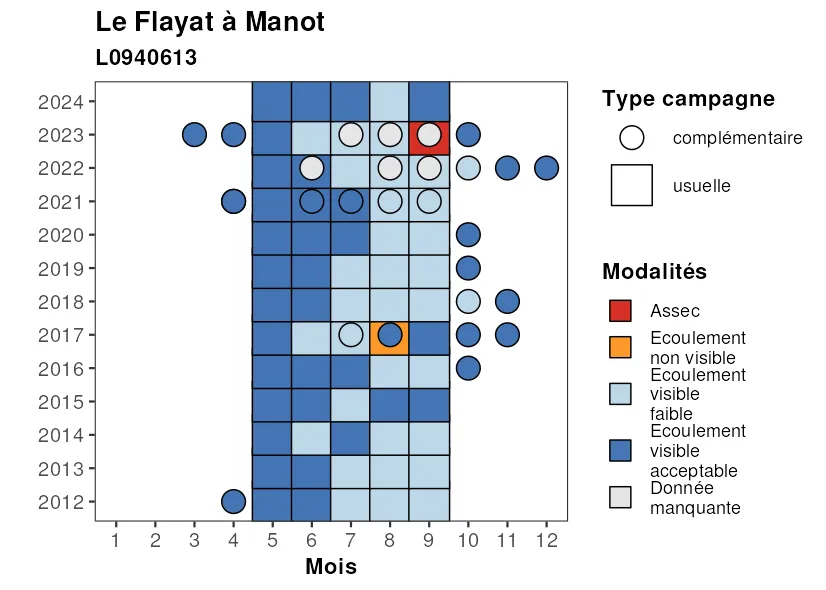 Le Flayat à Manot
L0940613
2024
2023
2022
2021
2020
2019
2018
2017
2016
2015
2014
2013
2012
1 2 3 4 5 6 7 8 9 10 11 12
Mois
Type campagne
complémentaire
usuelle
Modalités
Assec
Ecoulement
non visible
Ecoulement
visible
faible
Ecoulement
visible
acceptable
Donnée
manquante